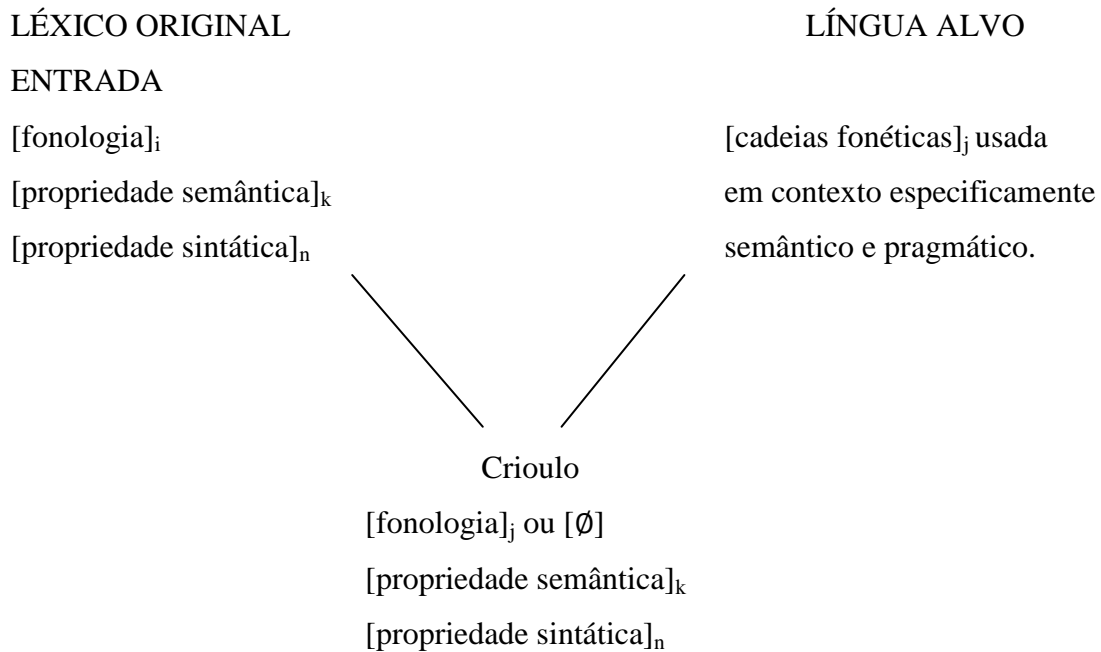 LÉXICO ORIGINAL LÍNGUA ALVO
ENTRADA
[fonologia]i [cadeias fonéticas]j usada
[propriedade semântica]k em contexto especificamente
[propriedade sintática]n semântico e pragmático.
Crioulo
[fonologia]j ou [∅]
[propriedade semântica]k
[propriedade sintática]n